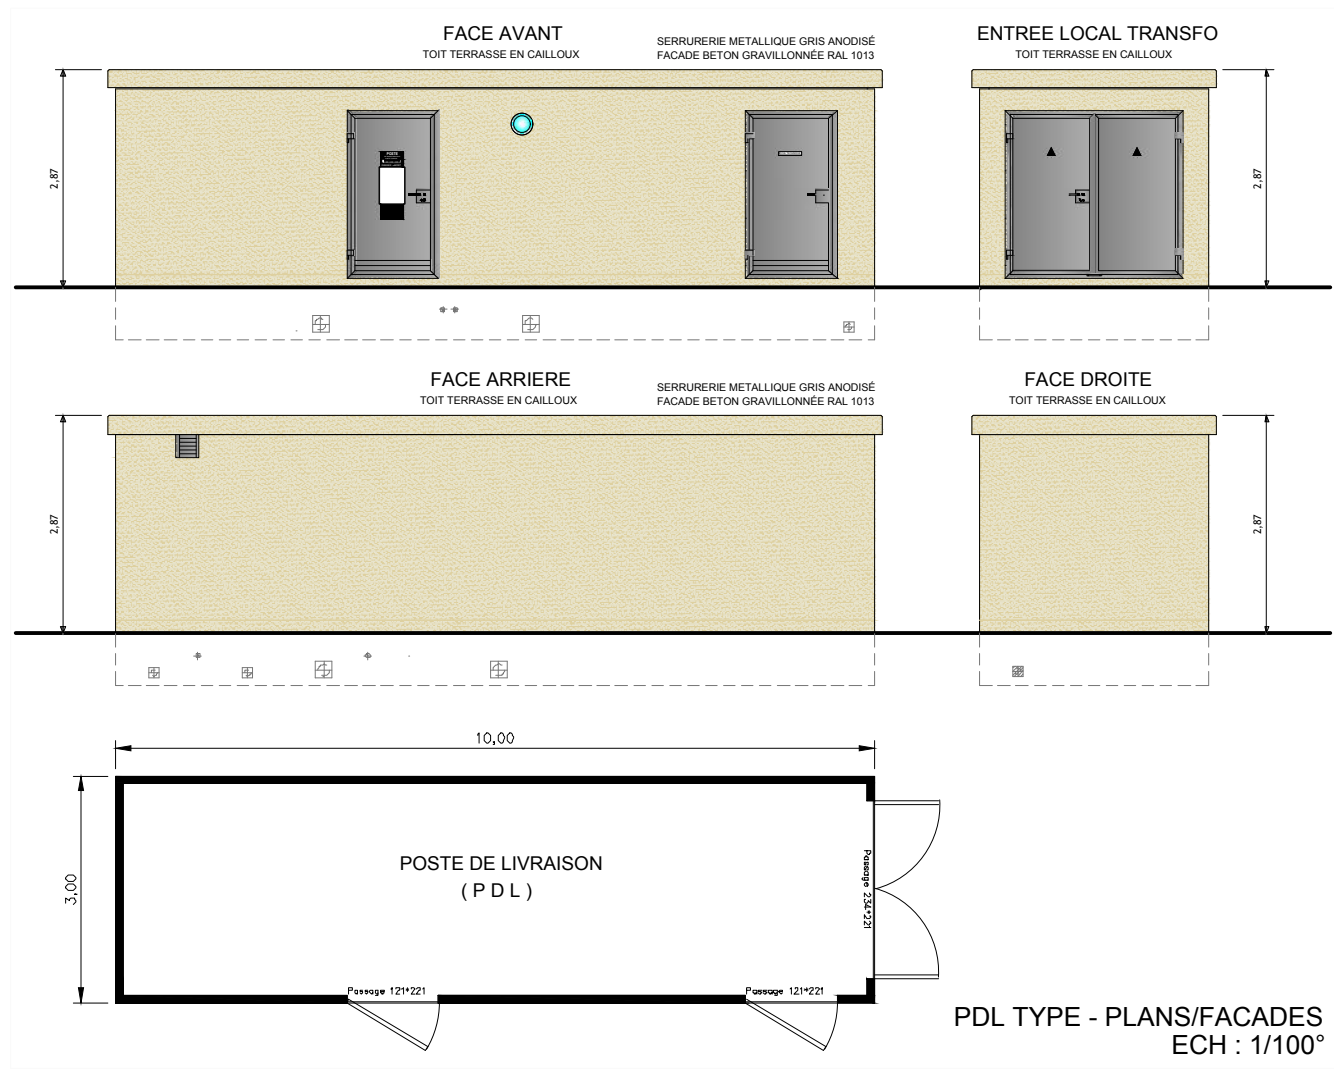 FACE AVANT
TOIT TERRASSE EN CAILLOUX
SERRURERIE METALLIQUE GRIS ANODISÉ
FACADE BETON GRAVILLONNÉE RAL 1013
ENTREE LOCAL TRANSFO
TOIT TERRASSE EN CAILLOUX
2,87
POSTE
2,87
FACE ARRIERE
TOIT TERRASSE EN CAILLOUX
SERRURERIE METALLIQUE GRIS ANODISÉ
FACADE BETON GRAVILLONNÉE RAL 1013
FACE DROITE
TOIT TERRASSE EN CAILLOUX
2,87
2,87
10,00
3,00
POSTE DE LIVRAISON
( P D L )
Passage 234*221
Passage 121*221
Passage 121*221
PDL TYPE - PLANS/FACADES
ECH : 1/100°